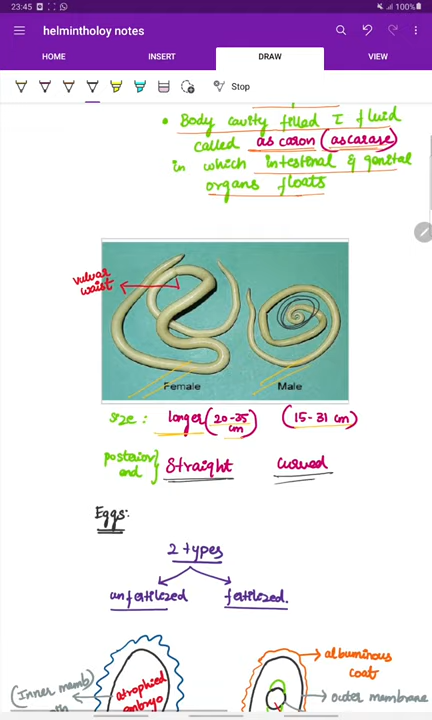 23:45
100%
helmintholoy notes
HOME INSERT DRAW VIEW
Stop
• Body cavity filled c̄ fluid
called as caron (ascarase)
in which intestinal & genital
organs floats
vulvar
waist
Female Male
size: longer (20-35 cm) (15-31 cm)
posterior end} straight curved
Eggs:
2 types
unfertilized fertilized.
albuminous
coat
(Inner memb)
atrophied
embryo
outer membrane